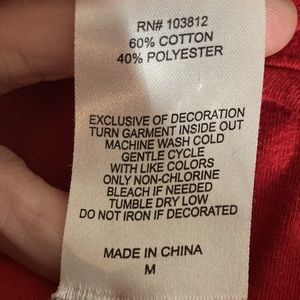 RN# 103812
60% COTTON
40% POLYESTER
EXCLUSIVE OF DECORATION
TURN GARMENT INSIDE OUT
MACHINE WASH COLD
GENTLE CYCLE
WITH LIKE COLORS
ONLY NON-CHLORINE
BLEACH IF NEEDED
TUMBLE DRY LOW
DO NOT IRON IF DECORATED
MADE IN CHINA
M